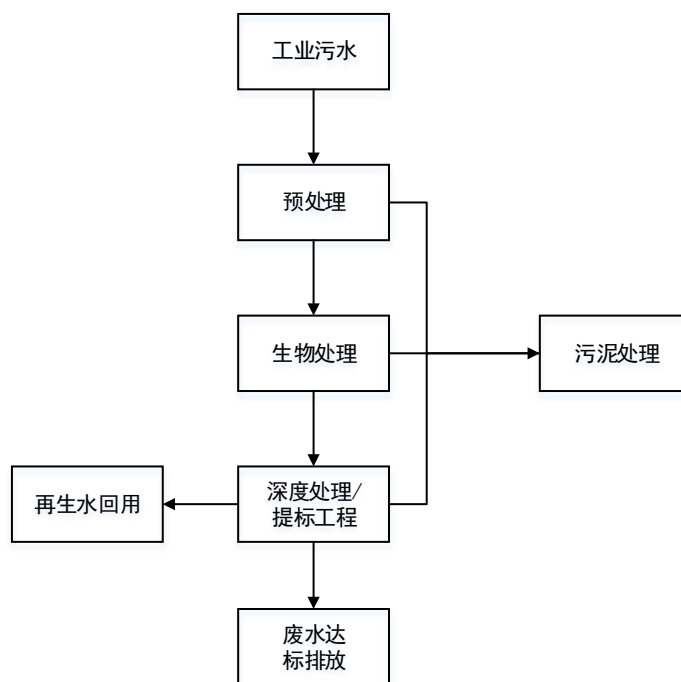 工业污水
预处理
生物处理
污泥处理
再生水回用
深度处理/
提标工程
废水达
标排放